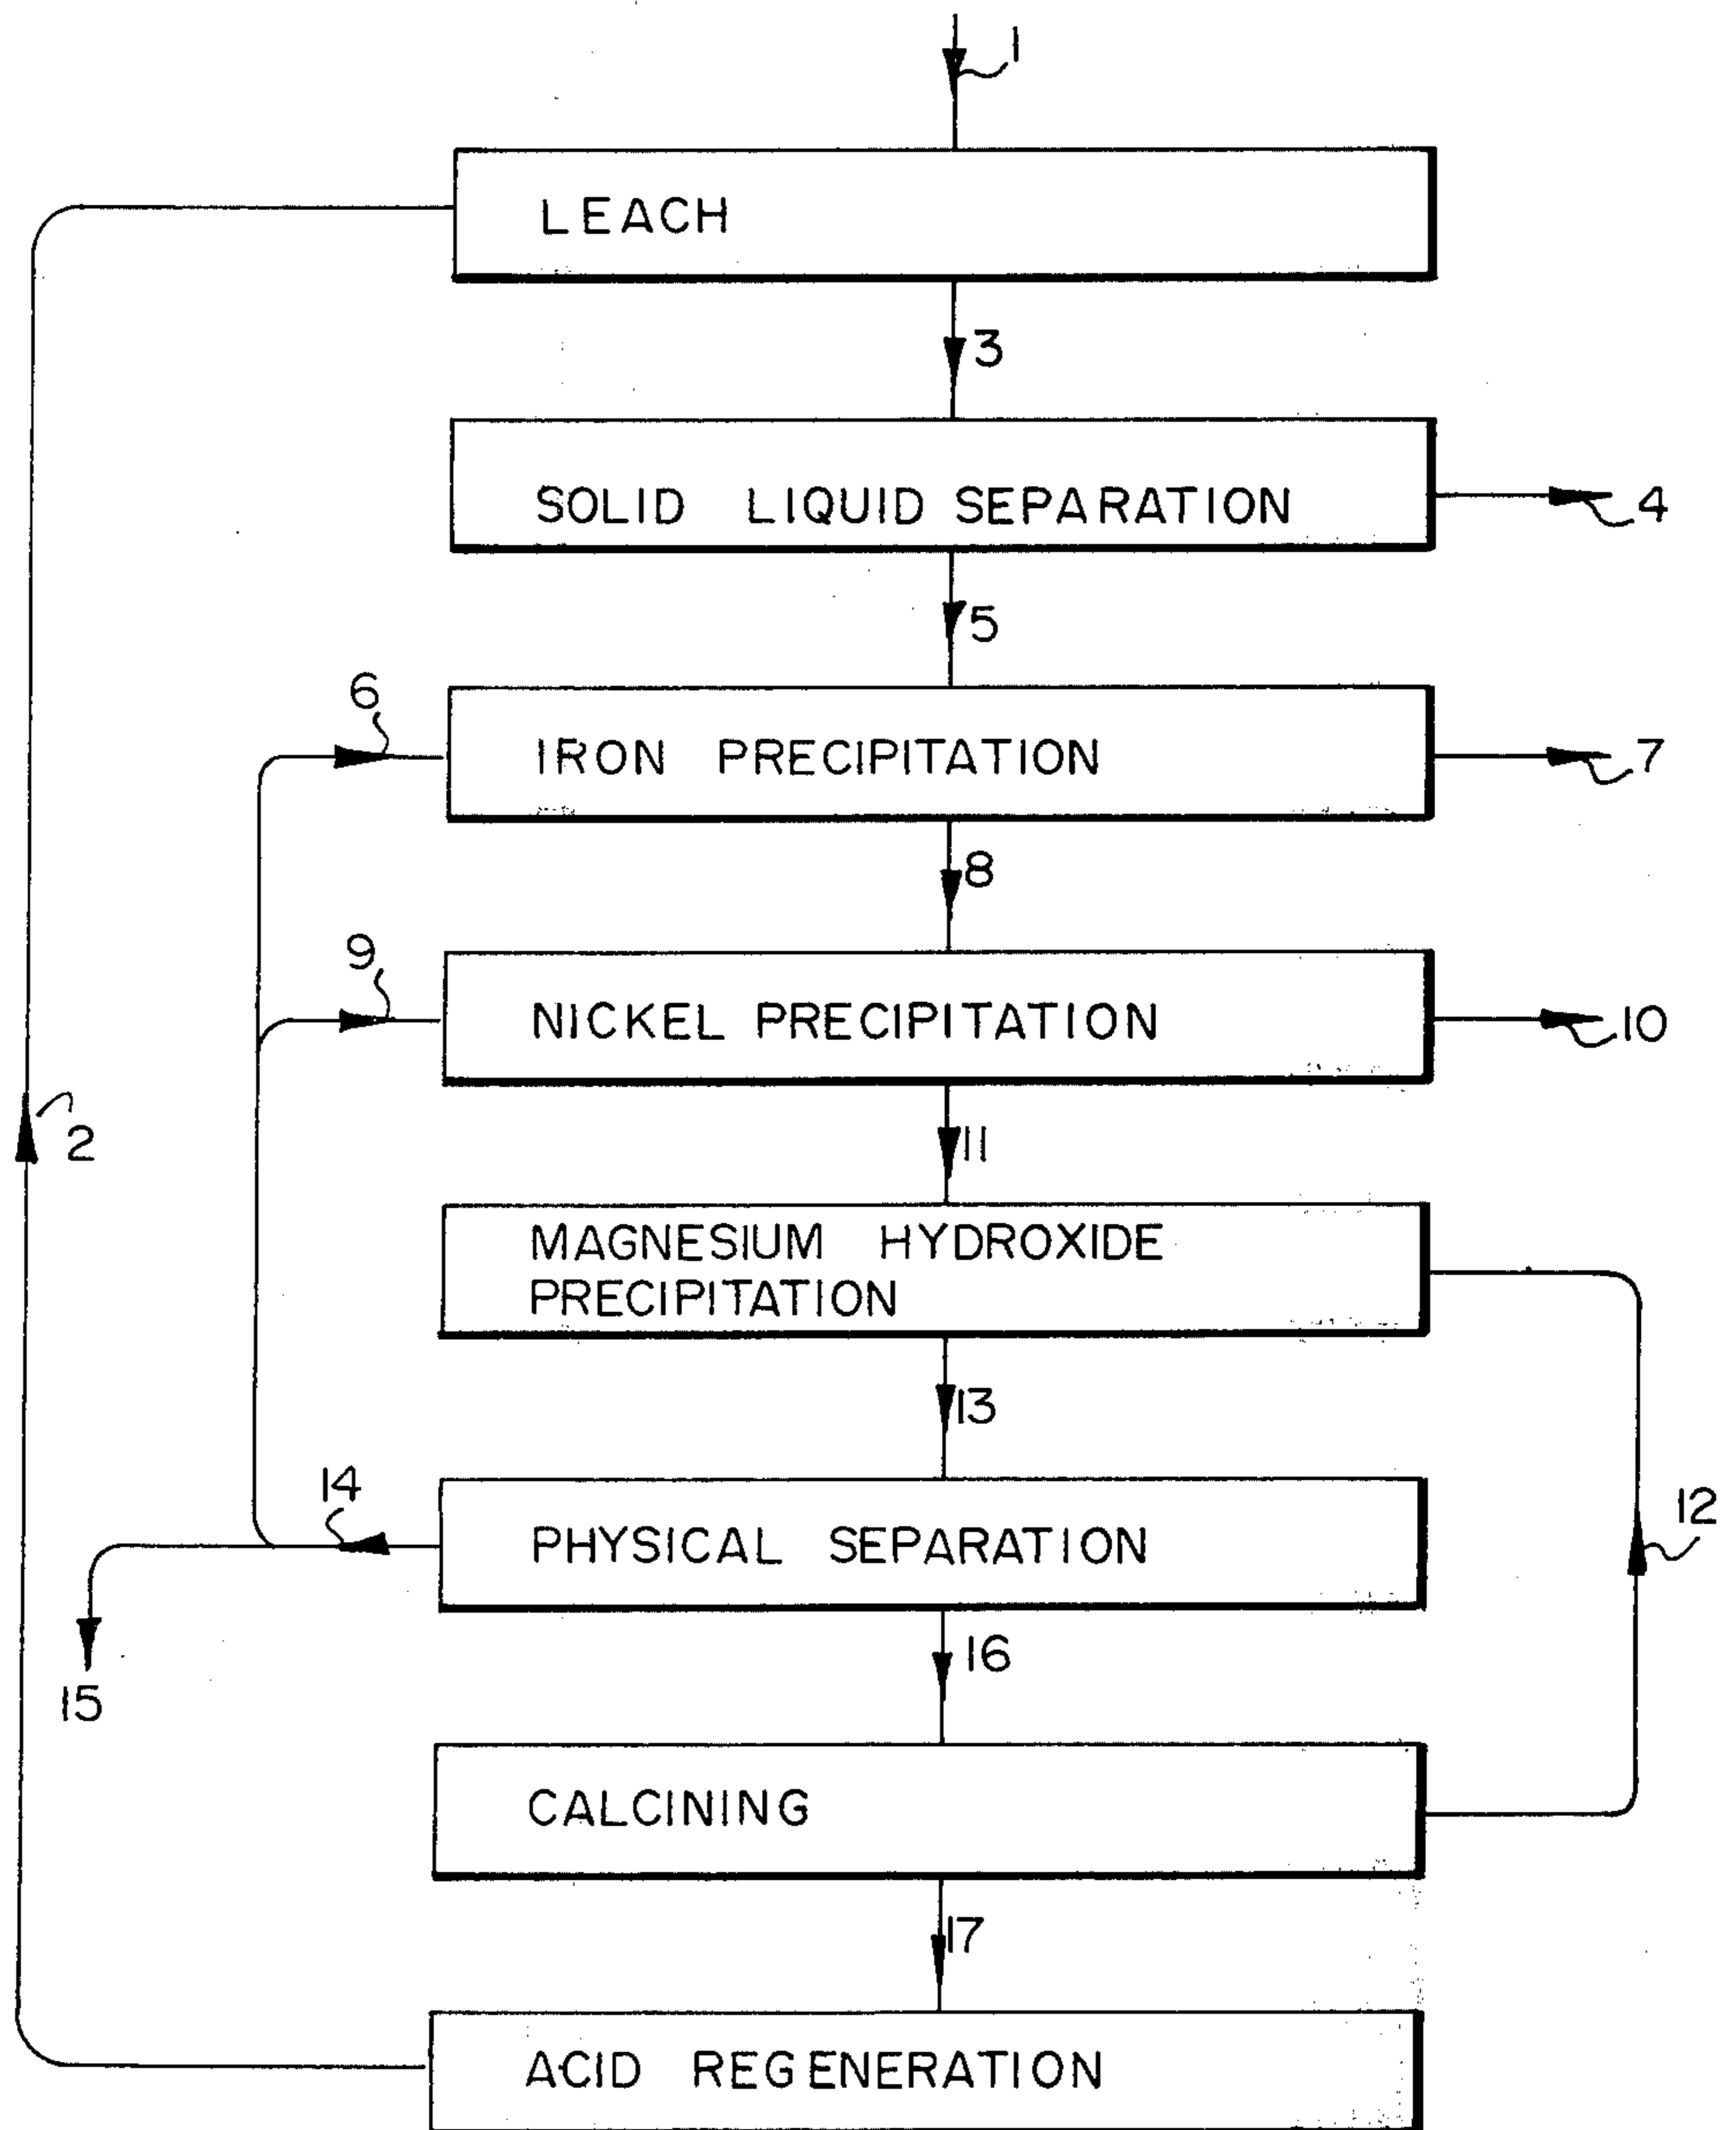 1
LEACH
3
SOLID LIQUID SEPARATION
4
5
6
IRON PRECIPITATION
7
8
9
NICKEL PRECIPITATION
10
2
11
MAGNESIUM HYDROXIDE
PRECIPITATION
13
14
PHYSICAL SEPARATION
12
15
16
CALCINING
17
ACID REGENERATION